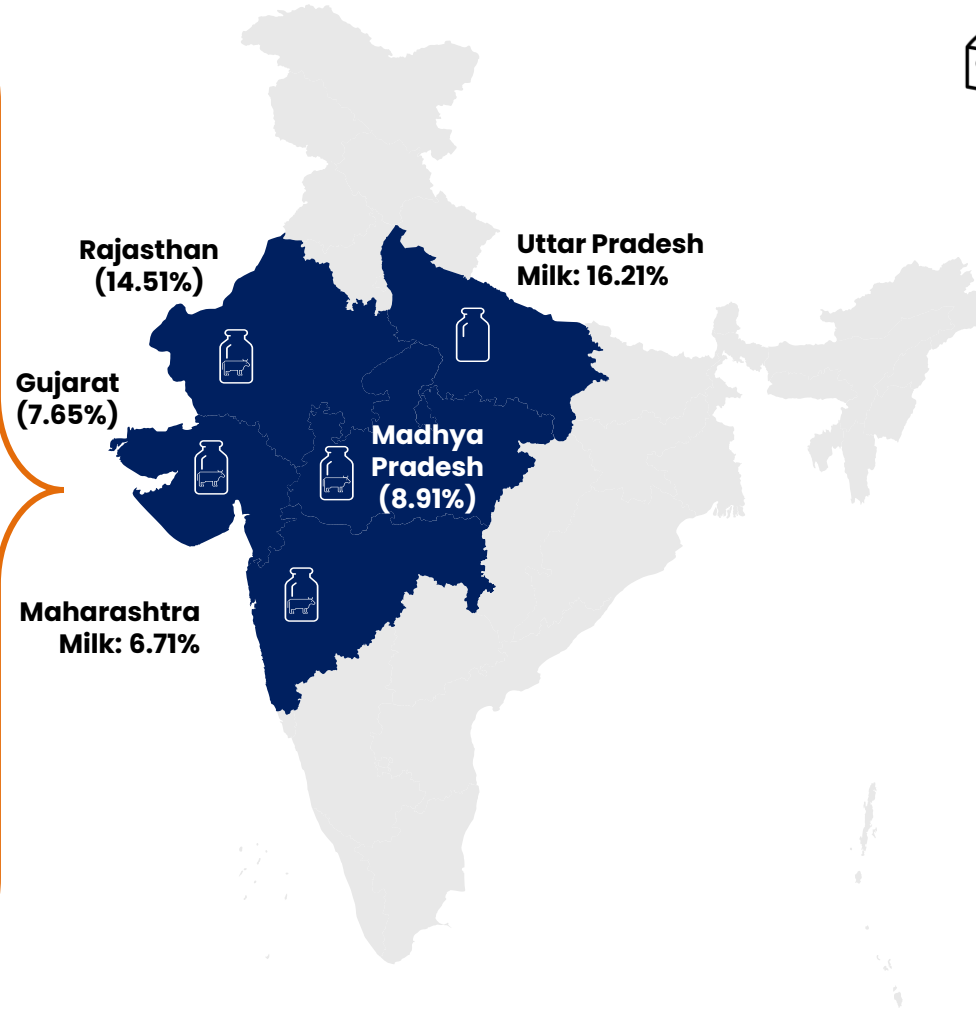 Rajasthan
(14.51%)
Uttar Pradesh
Milk: 16.21%
Gujarat
(7.65%)
Madhya
Pradesh
(8.91%)
Maharashtra
Milk: 6.71%